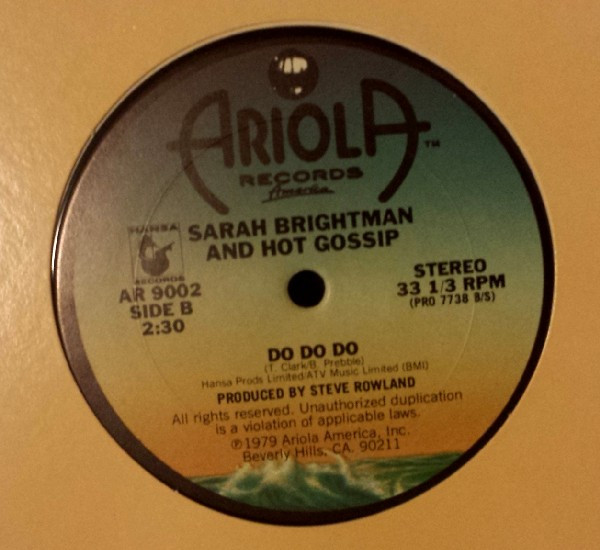 ARIOLA™
RECORDS
America
SARAH BRIGHTMAN
AND HOT GOSSIP
HANSA
RECORDS
AR 9002
SIDE B
2:30
STEREO
33 1/3 RPM
(PRO 7738 B/S)
DO DO DO
(T. Clark/B. Prebble)
Hansa Prods Limited/ATV Music Limited (BMI)
PRODUCED BY STEVE ROWLAND
All rights reserved. Unauthorized duplication
is a violation of applicable laws.
℗1979 Ariola America, Inc.
Beverly Hills, CA. 90211